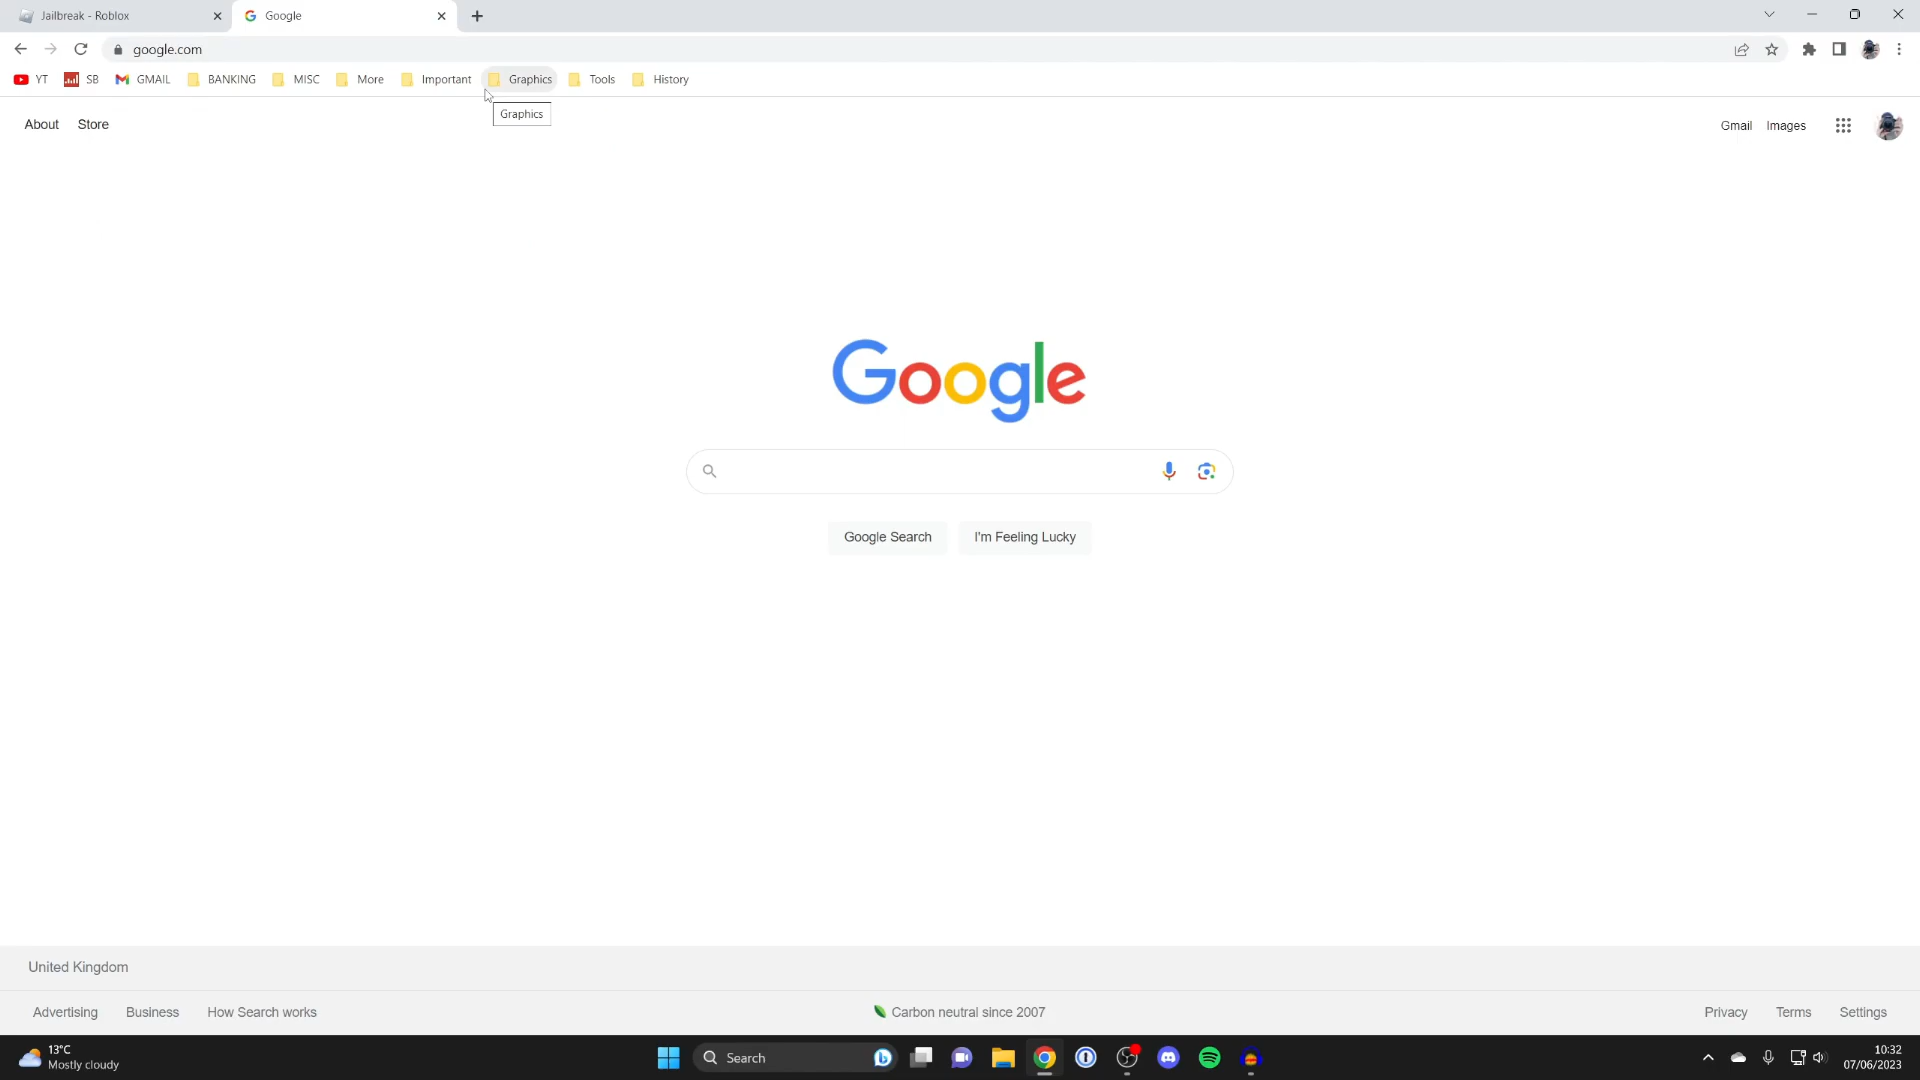 Jailbreak - Roblox
Google
google.com
YT SB GMAIL BANKING MISC More Important Graphics Tools History
Graphics
About Store
Gmail Images
Google
Google Search I'm Feeling Lucky
United Kingdom
Advertising Business How Search works Carbon neutral since 2007 Privacy Terms Settings
13°C
Mostly cloudy
Search
10:32
07/06/2023